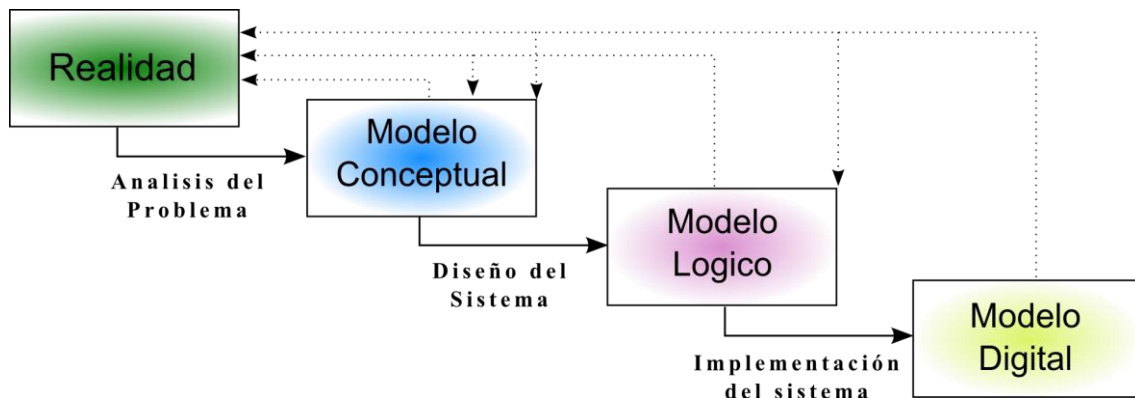 Realidad
Analisis del
Problema
Modelo
Conceptual
Diseño del
Sistema
Modelo
Logico
Implementación
del sistema
Modelo
Digital